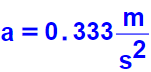 a = 0.333 m/s²